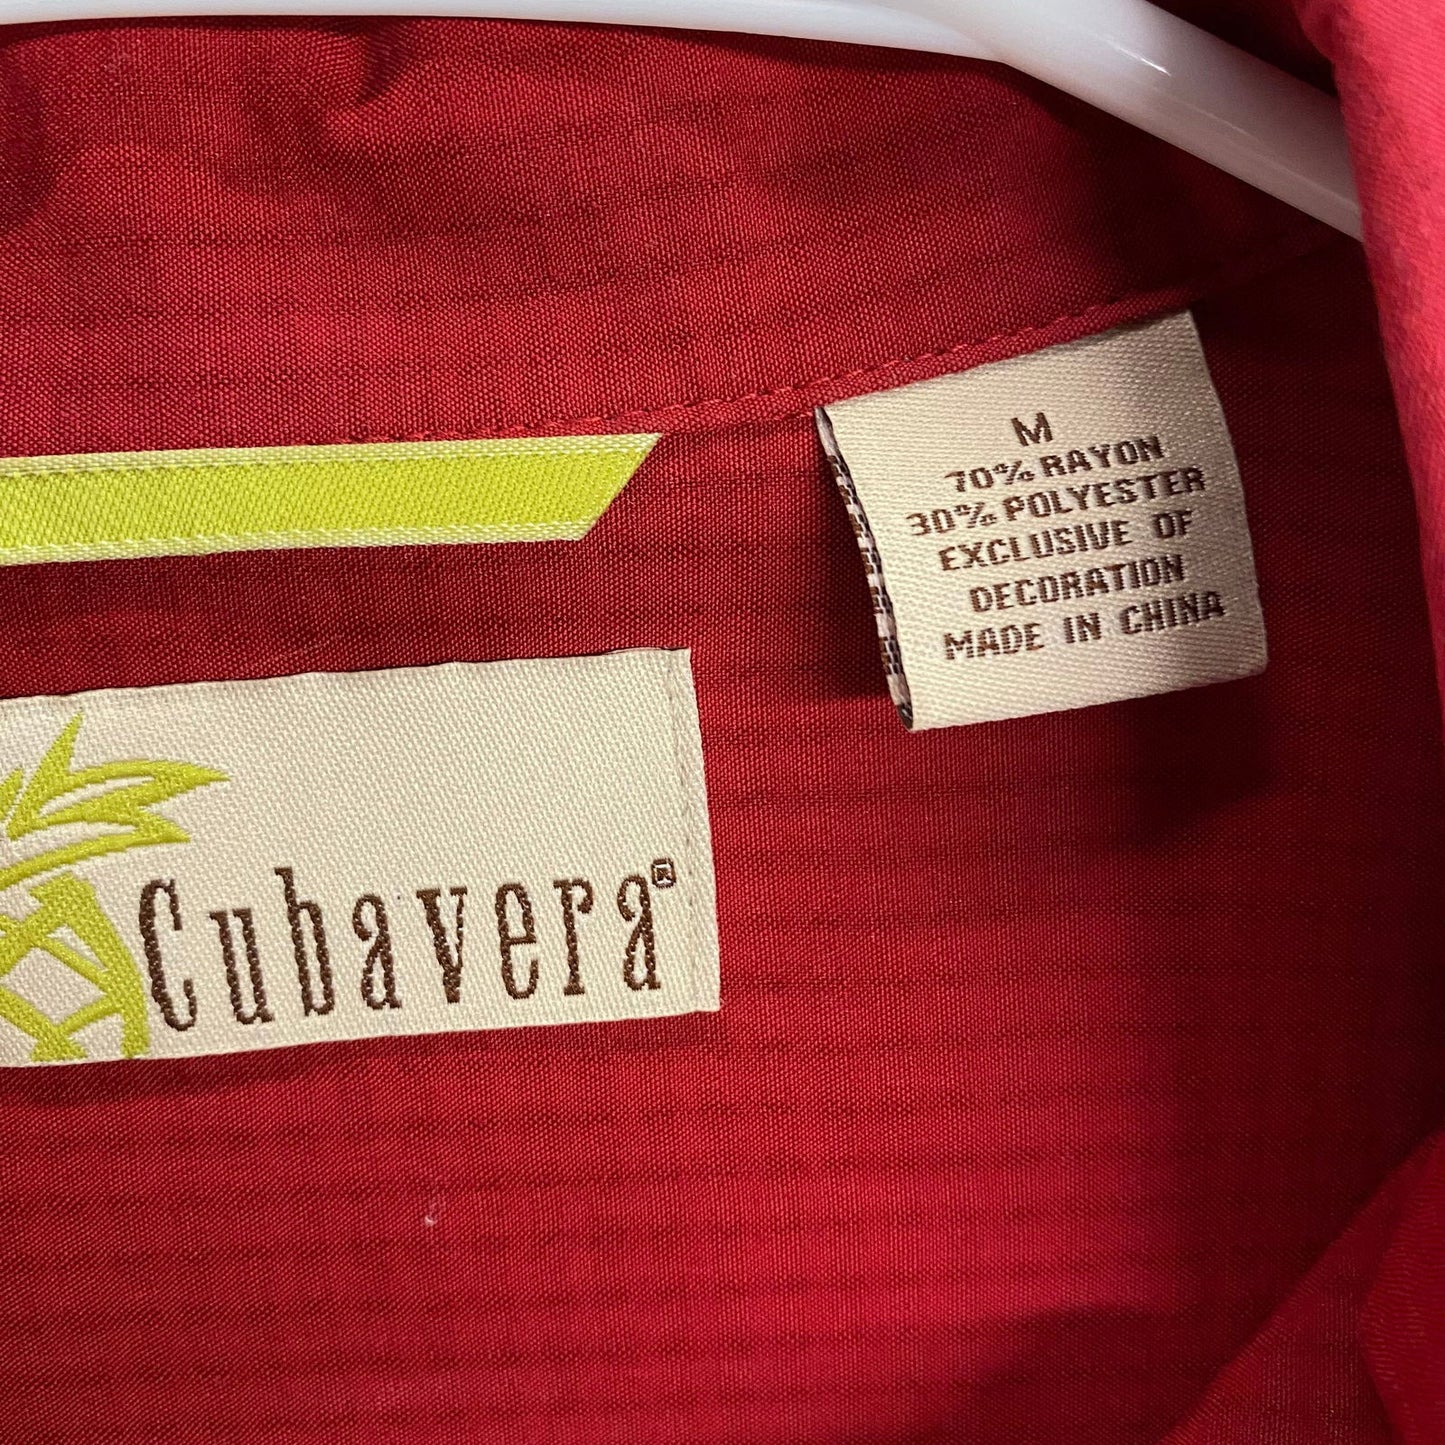 M
70% RAYON
30% POLYESTER
EXCLUSIVE OF
DECORATION
MADE IN CHINA
Cubavera®